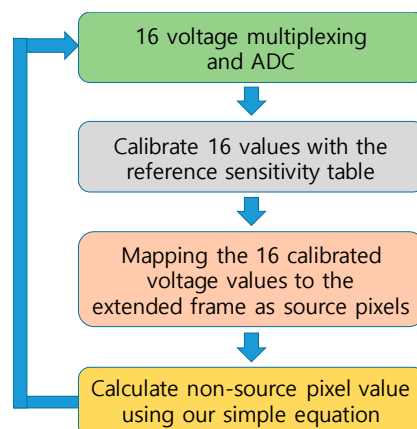 16 voltage multiplexing
and ADC
Calibrate 16 values with the
reference sensitivity table
Mapping the 16 calibrated
voltage values to the
extended frame as source pixels
Calculate non-source pixel value
using our simple equation